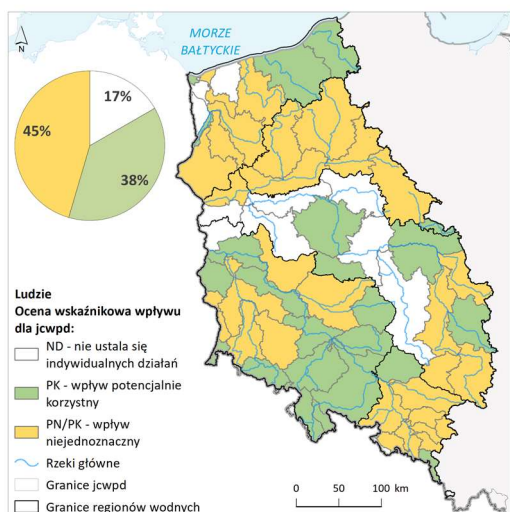 N
MORZE
BAŁTYCKIE
17%
45%
38%
Ludzie
Ocena wskaźnikowa wpływu
dla jcwpd:
ND - nie ustala się
indywidualnych działań
PK - wpływ potencjalnie
korzystny
PN/PK - wpływ
niejednoznaczny
Rzeki główne
Granice jcwpd
Granice regionów wodnych
0 50 100 km